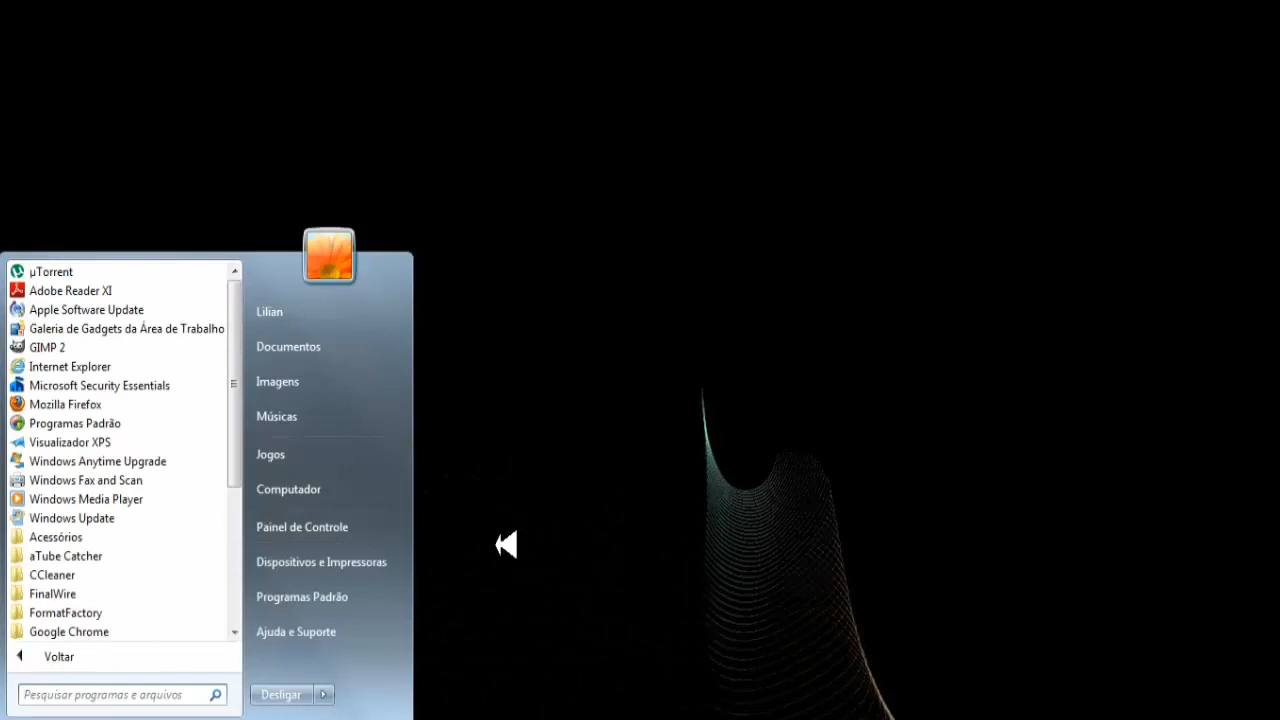 µTorrent
Adobe Reader XI
Apple Software Update
Galeria de Gadgets da Área de Trabalho
GIMP 2
Internet Explorer
Microsoft Security Essentials
Mozilla Firefox
Programas Padrão
Visualizador XPS
Windows Anytime Upgrade
Windows Fax and Scan
Windows Media Player
Windows Update
Acessórios
aTube Catcher
CCleaner
FinalWire
FormatFactory
Google Chrome
Voltar
Pesquisar programas e arquivos
Lilian
Documentos
Imagens
Músicas
Jogos
Computador
Painel de Controle
Dispositivos e Impressoras
Programas Padrão
Ajuda e Suporte
Desligar